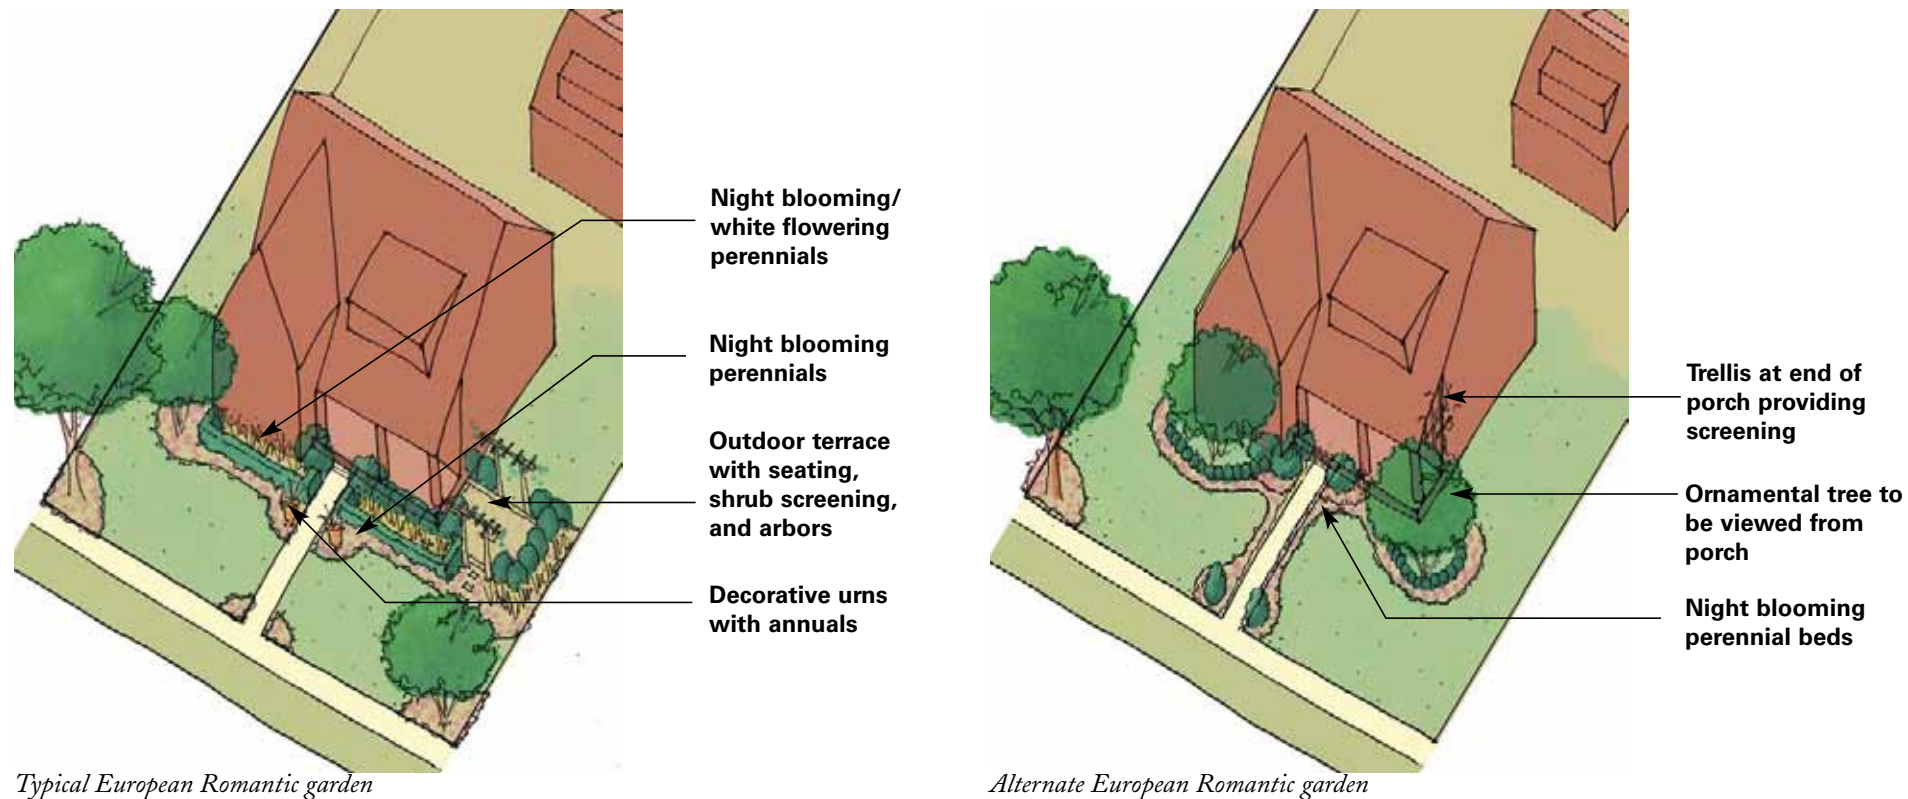 Night blooming/
white flowering
perennials
Night blooming
perennials
Outdoor terrace
with seating,
shrub screening,
and arbors
Decorative urns
with annuals
Typical European Romantic garden
Trellis at end of
porch providing
screening
Ornamental tree to
be viewed from
porch
Night blooming
perennial beds
Alternate European Romantic garden